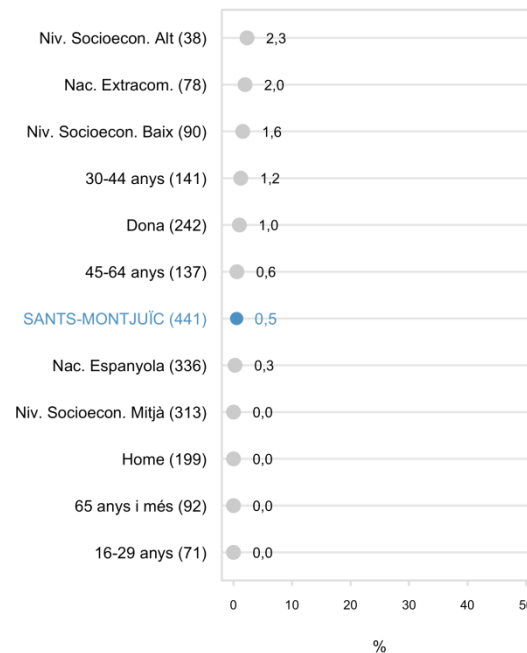 Niv. Socioecon. Alt (38) 2,3
Nac. Extracom. (78) 2,0
Niv. Socioecon. Baix (90) 1,6
30-44 anys (141) 1,2
Dona (242) 1,0
45-64 anys (137) 0,6
SANTS-MONTJUÏC (441) 0,5
Nac. Espanyola (336) 0,3
Niv. Socioecon. Mitjà (313) 0,0
Home (199) 0,0
65 anys i més (92) 0,0
16-29 anys (71) 0,0
0 10 20 30 40
%